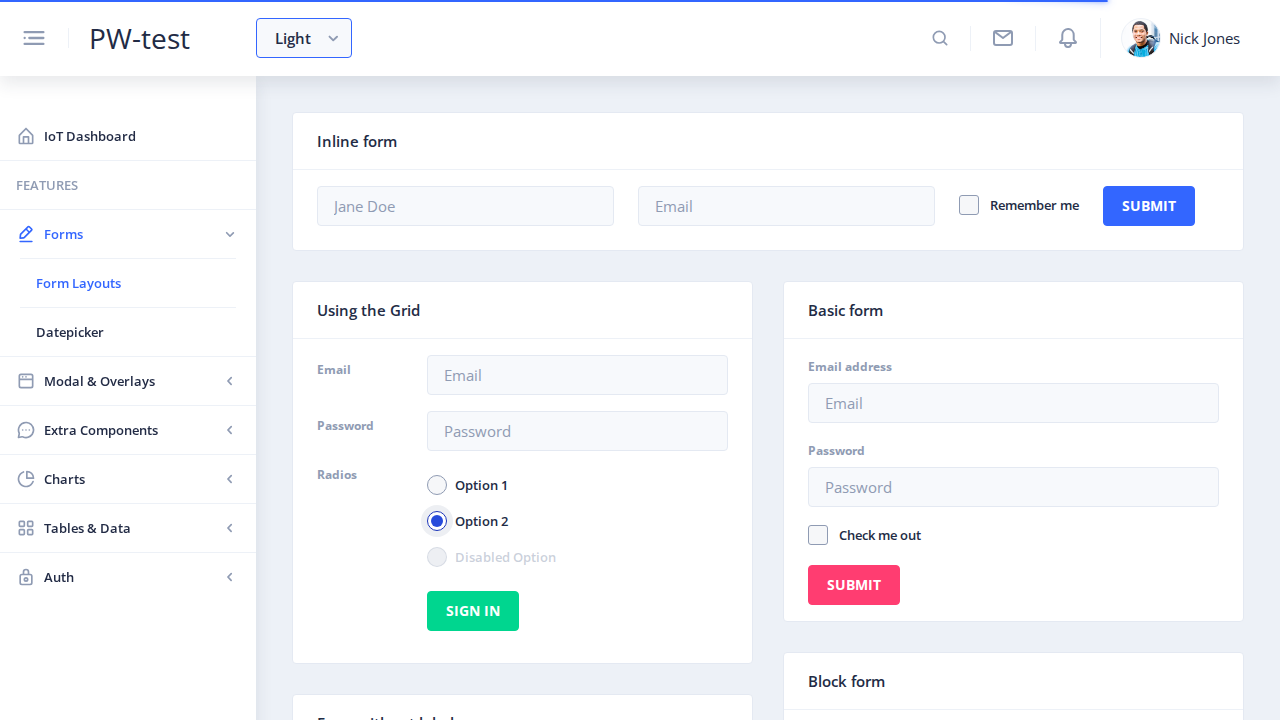 PW-test
Light
Nick Jones
IoT Dashboard
FEATURES
Forms
Form Layouts
Datepicker
Modal & Overlays
Extra Components
Charts
Tables & Data
Auth
Inline form
Jane Doe
Email
Remember me
SUBMIT
Using the Grid
Email
Email
Password
Password
Radios
Option 1
Option 2
Disabled Option
SIGN IN
Basic form
Email address
Email
Password
Password
Check me out
SUBMIT
Block form